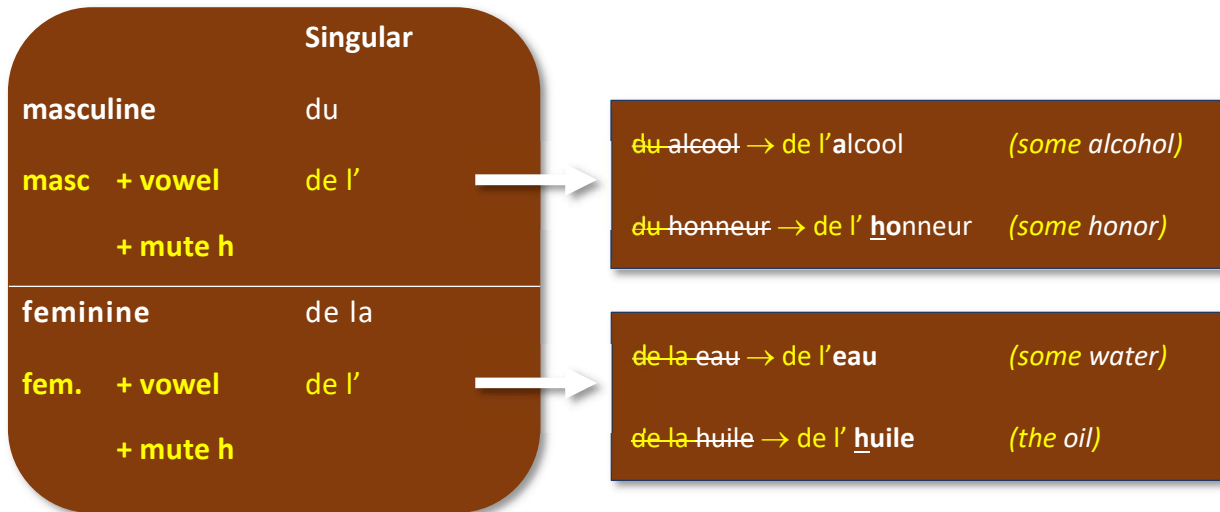 Singular
masculine du
masc + vowel de l’
+ mute h
feminine de la
fem. + vowel de l’
+ mute h
du alcool → de l’alcool (some alcohol)
du honneur → de l’ honneur (some honor)
de la eau → de l’eau (some water)
de la huile → de l’ huile (the oil)